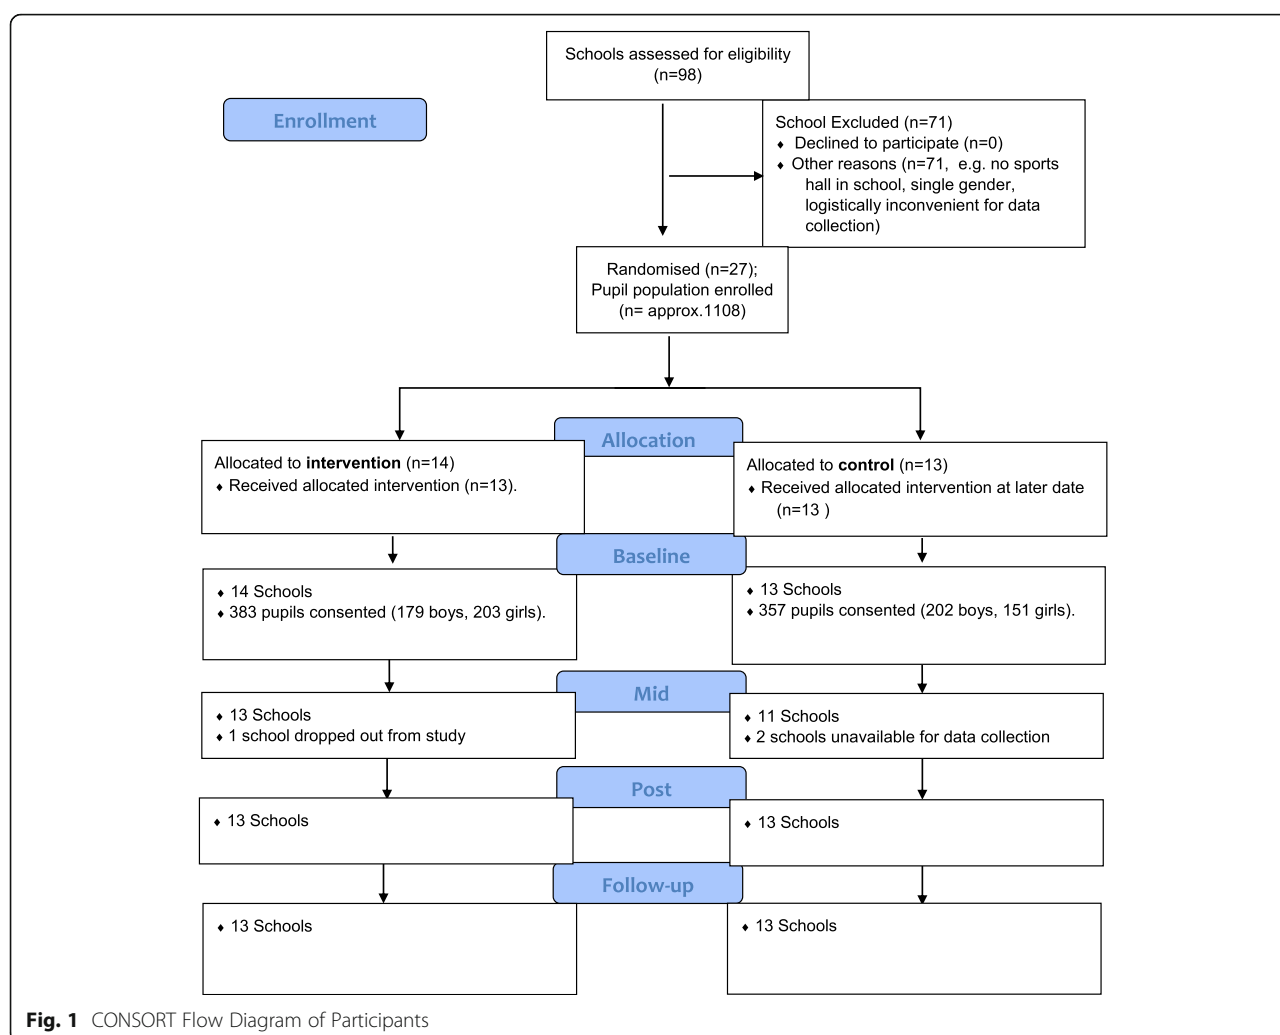 Schools assessed for eligibility
(n=98)
Enrollment
School Excluded (n=71)
♦ Declined to participate (n=0)
♦ Other reasons (n=71, e.g. no sports
hall in school, single gender,
logistically inconvenient for data
collection)
Randomised (n=27);
Pupil population enrolled
(n= approx.1108)
Allocation
Allocated to intervention (n=14)
♦ Received allocated intervention (n=13).
Allocated to control (n=13)
♦ Received allocated intervention at later date
(n=13 )
Baseline
♦ 14 Schools
♦ 383 pupils consented (179 boys, 203 girls).
♦ 13 Schools
♦ 357 pupils consented (202 boys, 151 girls).
Mid
♦ 13 Schools
♦ 1 school dropped out from study
♦ 11 Schools
♦ 2 schools unavailable for data collection
Post
♦ 13 Schools
♦ 13 Schools
Follow-up
♦ 13 Schools
♦ 13 Schools
Fig. 1 CONSORT Flow Diagram of Participants